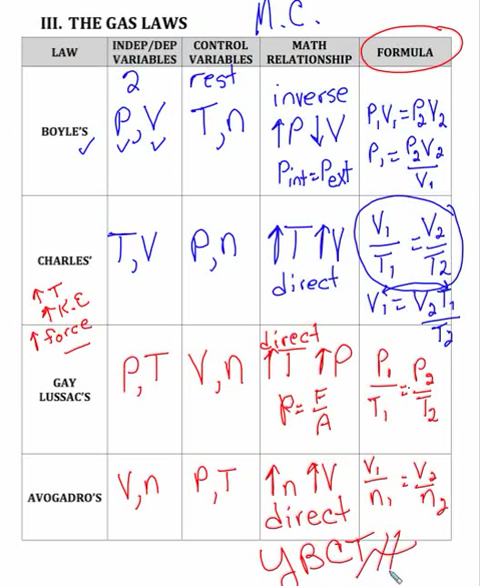 M.C.
III. THE GAS LAWS
LAW
INDEP/DEP
VARIABLES
CONTROL
VARIABLES
MATH
RELATIONSHIP
FORMULA
BOYLE'S
2
P,V
rest
T,n
inverse
↑P↓V
Pint=Pext
P₁V₁=P₂V₂
P₁=P₂V₂/V₁
CHARLES'
↑T
↑K.E
↑force
T,V
P,n
↑T↑V
direct
V₁/T₁=V₂/T₂
V₁=V₂T₁/T₂
GAY
LUSSAC'S
P,T
V,n
direct
↑T ↑P
P=F/A
P₁/T₁=P₂/T₂
AVOGADRO'S
V,n
P,T
↑n ↑V
direct
V₁/n₁=V₂/n₂